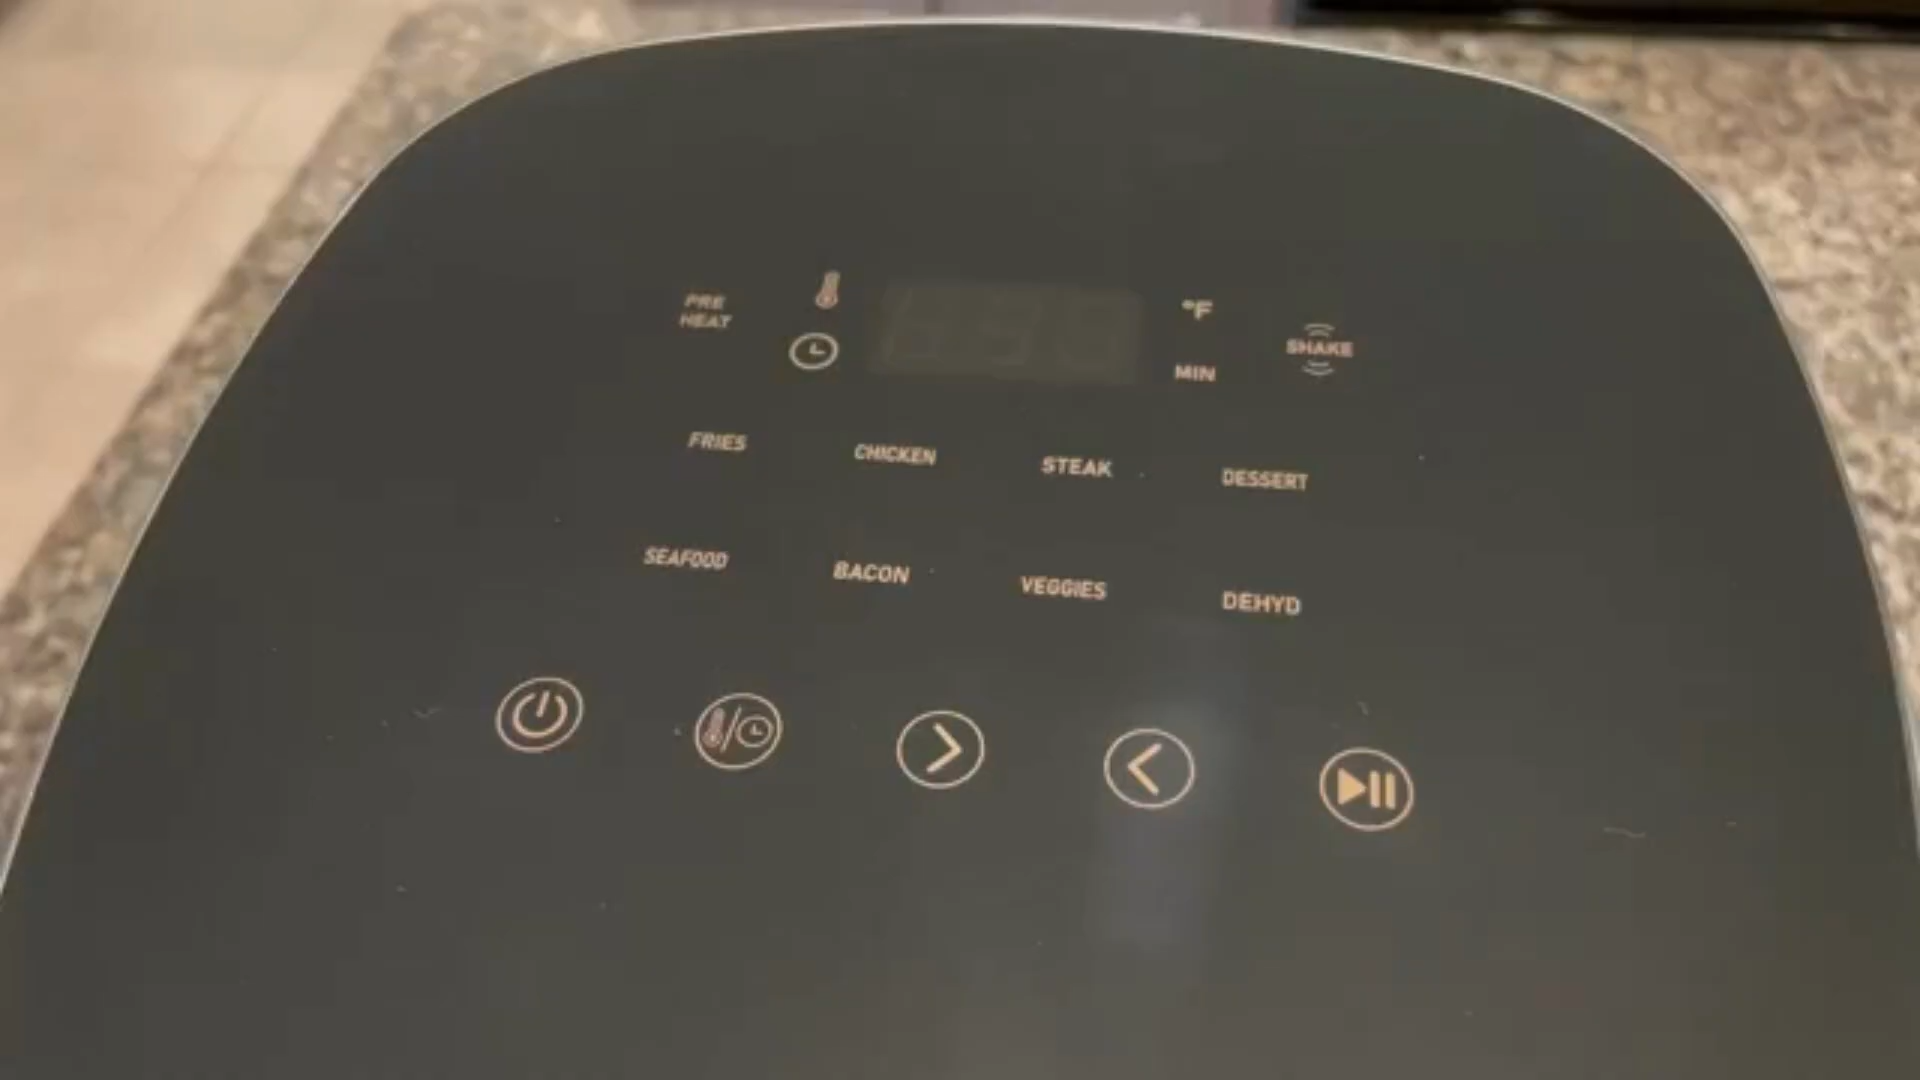 PRE
HEAT
°F
MIN
SHAKE
FRIES CHICKEN STEAK DESSERT
SEAFOOD BACON VEGGIES DEHYD